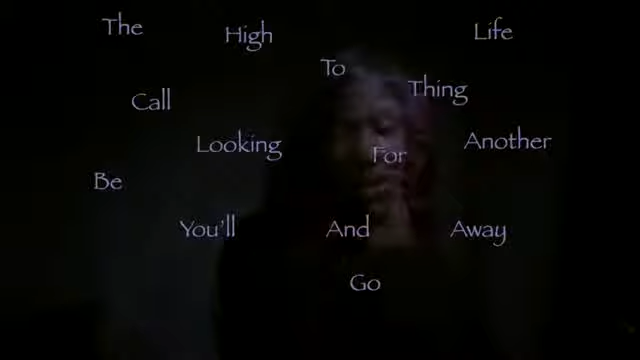 The High Life
To
Call Thing
Looking For Another
Be
You'll And Away
Go